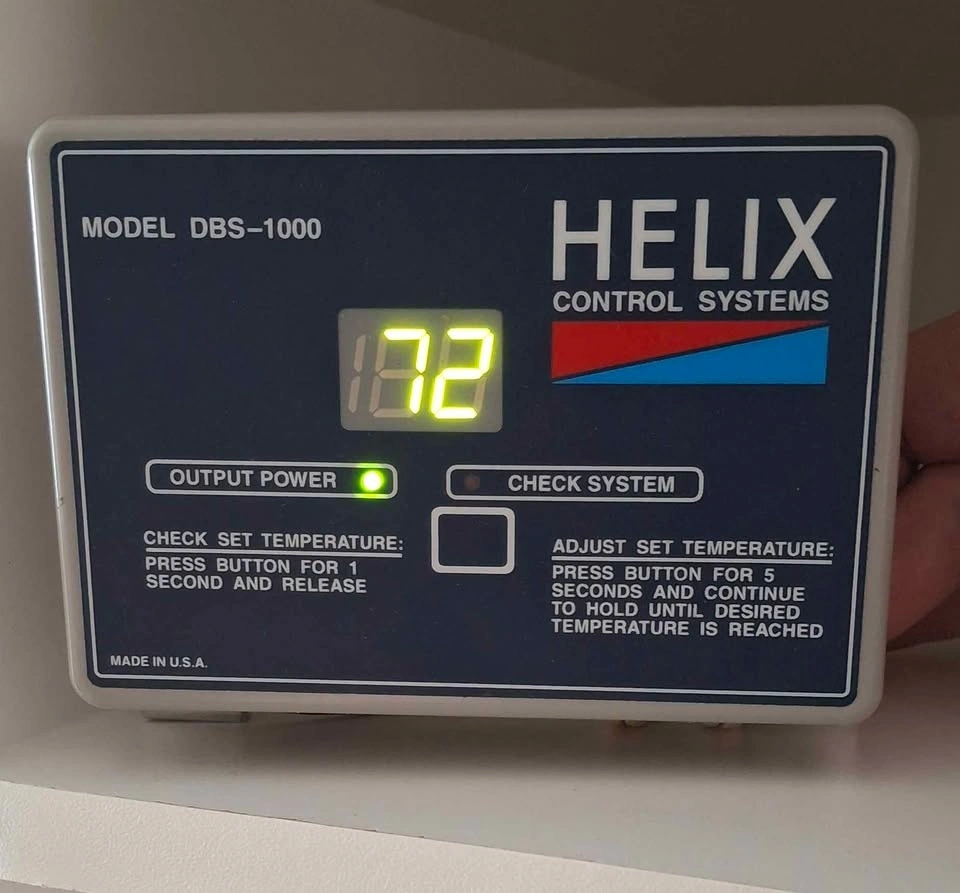 MODEL DBS-1000
HELIX
CONTROL SYSTEMS
72
OUTPUT POWER
CHECK SYSTEM
CHECK SET TEMPERATURE:
PRESS BUTTON FOR 1
SECOND AND RELEASE
ADJUST SET TEMPERATURE:
PRESS BUTTON FOR 5
SECONDS AND CONTINUE
TO HOLD UNTIL DESIRED
TEMPERATURE IS REACHED
MADE IN U.S.A.